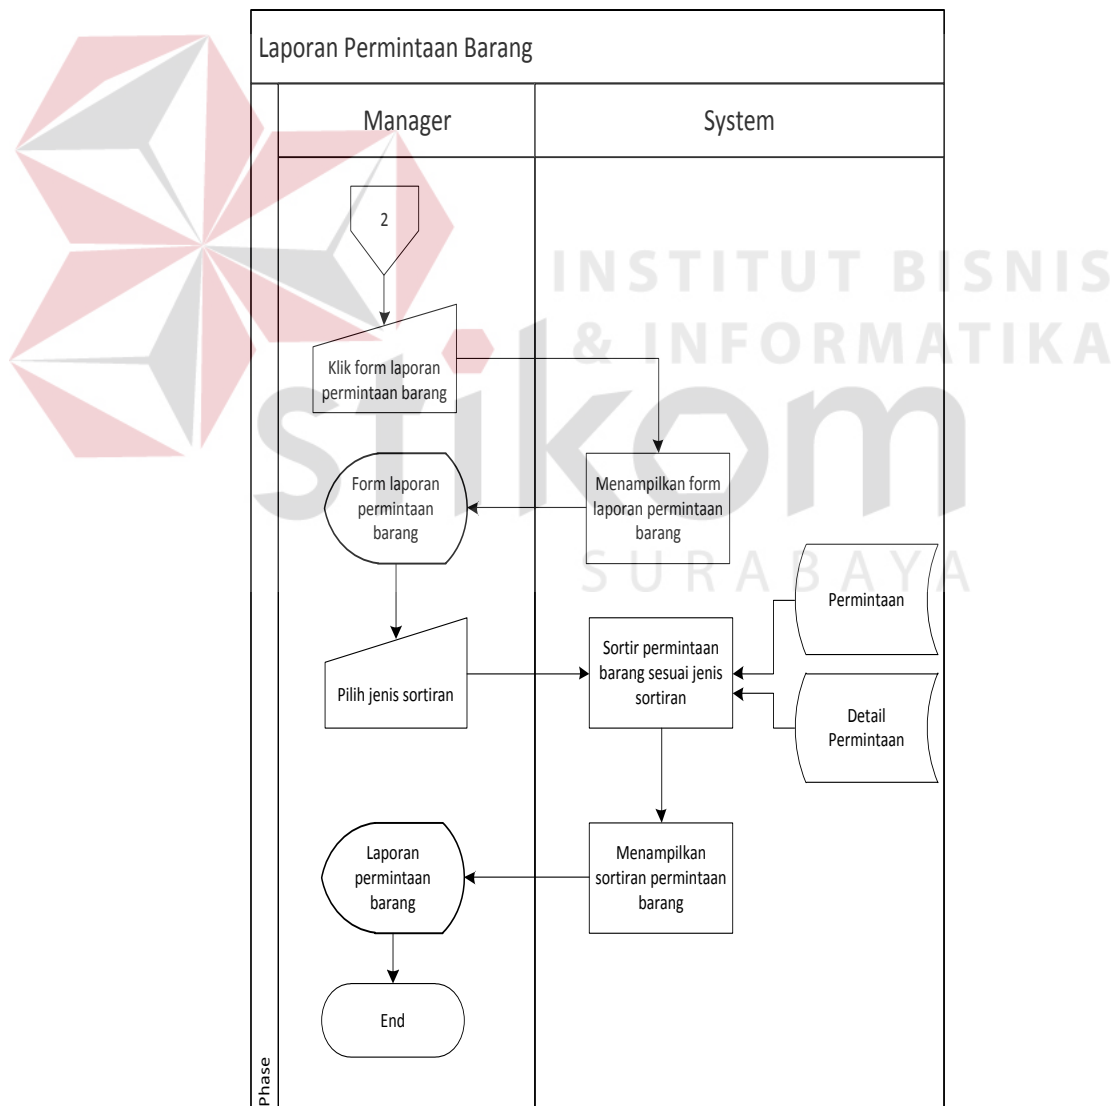 Laporan Permintaan Barang
Manager
System
2
INSTITUT BISNIS
& INFORMATIKA
stikom
SURABAYA
Klik form laporan
permintaan barang
Menampilkan form
laporan permintaan
barang
Form laporan
permintaan
barang
Permintaan
Pilih jenis sortiran
Sortir permintaan
barang sesuai jenis
sortiran
Detail
Permintaan
Menampilkan
sortiran permintaan
barang
Laporan
permintaan
barang
End
Phase